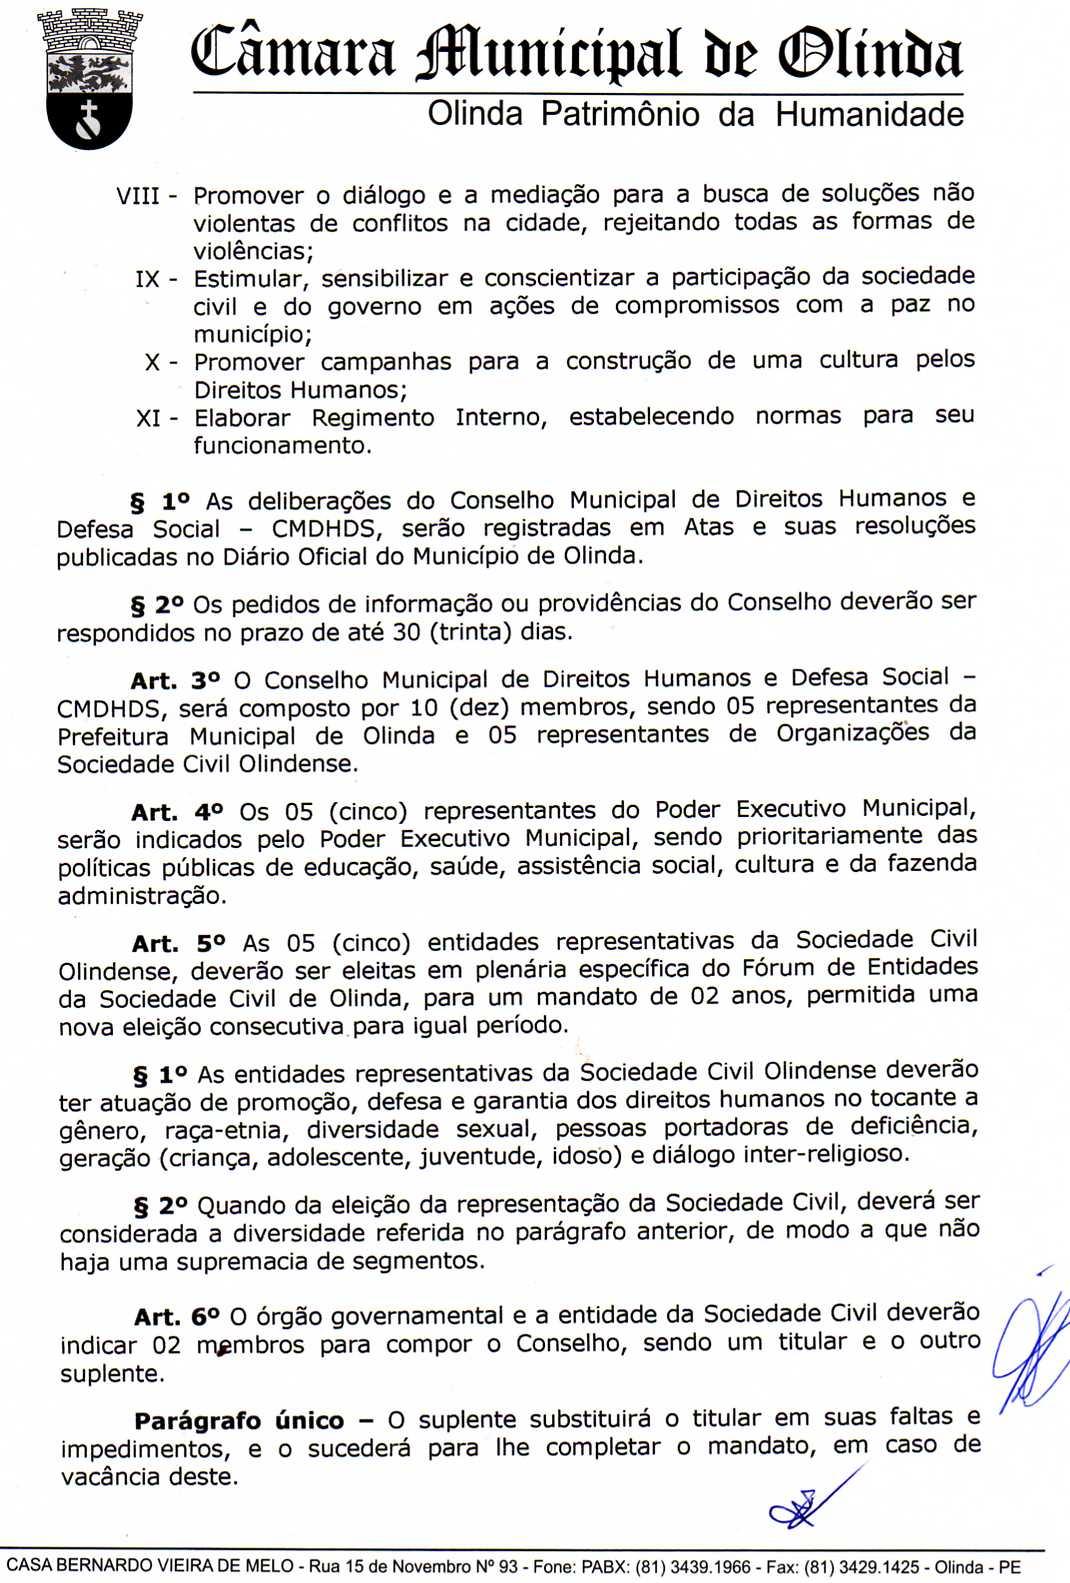 Câmara Municipal de Olinda
Olinda Patrimônio da Humanidade
VIII - Promover o diálogo e a mediação para a busca de soluções não
violentas de conflitos na cidade, rejeitando todas as formas de
violências;
IX - Estimular, sensibilizar e conscientizar a participação da sociedade
civil e do governo em ações de compromissos com a paz no
município;
X - Promover campanhas para a construção de uma cultura pelos
Direitos Humanos;
XI - Elaborar Regimento Interno, estabelecendo normas para seu
funcionamento.
§ 1º As deliberações do Conselho Municipal de Direitos Humanos e
Defesa Social – CMDHDS, serão registradas em Atas e suas resoluções
publicadas no Diário Oficial do Município de Olinda.
§ 2º Os pedidos de informação ou providências do Conselho deverão ser
respondidos no prazo de até 30 (trinta) dias.
Art. 3º O Conselho Municipal de Direitos Humanos e Defesa Social –
CMDHDS, será composto por 10 (dez) membros, sendo 05 representantes da
Prefeitura Municipal de Olinda e 05 representantes de Organizações da
Sociedade Civil Olindense.
Art. 4º Os 05 (cinco) representantes do Poder Executivo Municipal,
serão indicados pelo Poder Executivo Municipal, sendo prioritariamente das
políticas públicas de educação, saúde, assistência social, cultura e da fazenda
administração.
Art. 5º As 05 (cinco) entidades representativas da Sociedade Civil
Olindense, deverão ser eleitas em plenária específica do Fórum de Entidades
da Sociedade Civil de Olinda, para um mandato de 02 anos, permitida uma
nova eleição consecutiva para igual período.
§ 1º As entidades representativas da Sociedade Civil Olindense deverão
ter atuação de promoção, defesa e garantia dos direitos humanos no tocante a
gênero, raça-etnia, diversidade sexual, pessoas portadoras de deficiência,
geração (criança, adolescente, juventude, idoso) e diálogo inter-religioso.
§ 2º Quando da eleição da representação da Sociedade Civil, deverá ser
considerada a diversidade referida no parágrafo anterior, de modo a que não
haja uma supremacia de segmentos.
Art. 6º O órgão governamental e a entidade da Sociedade Civil deverão
indicar 02 membros para compor o Conselho, sendo um titular e o outro
suplente.
Parágrafo único – O suplente substituirá o titular em suas faltas e
impedimentos, e o sucederá para lhe completar o mandato, em caso de
vacância deste.
CASA BERNARDO VIEIRA DE MELO - Rua 15 de Novembro Nº 93 - Fone: PABX: (81) 3439.1966 - Fax: (81) 3429.1425 - Olinda - PE